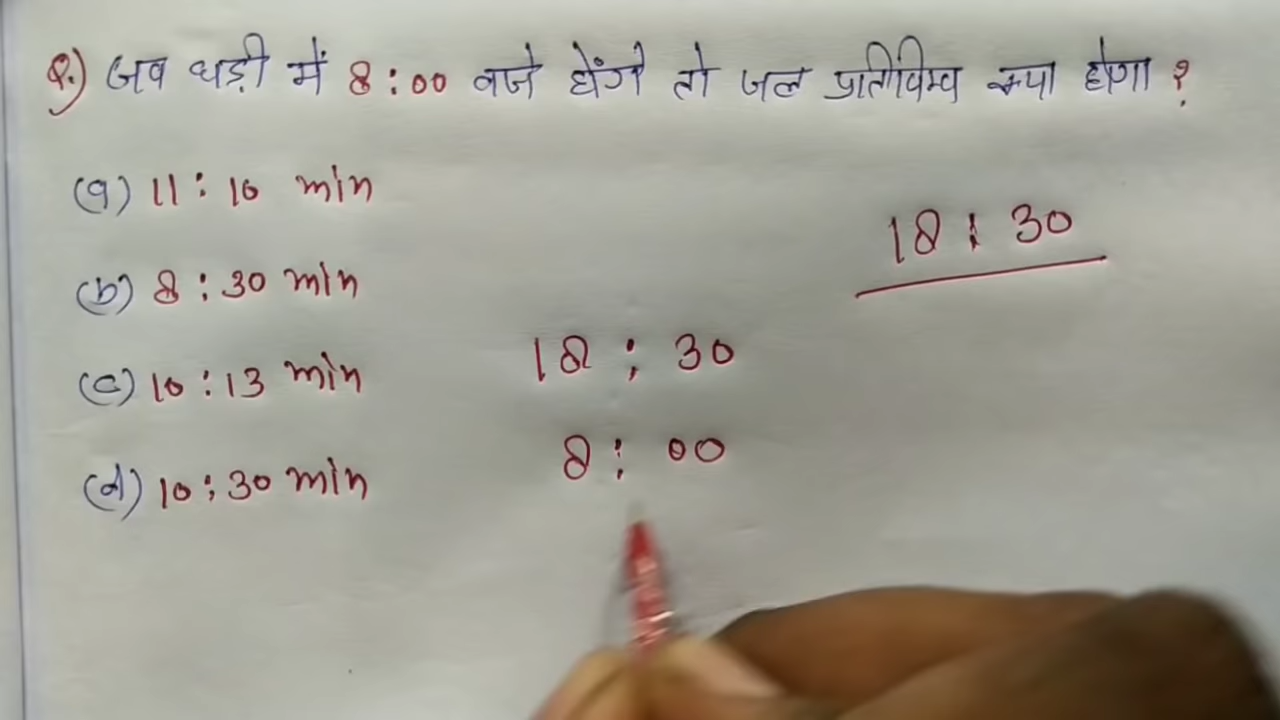 Q.) जब घड़ी में 8:00 बजे होंगे तो जल प्रतिबिम्ब क्या होगा ?
(a) 11:10 min
(b) 8:30 min
(c) 10:13 min
(d) 10:30 min
18:30
18:30
8:00